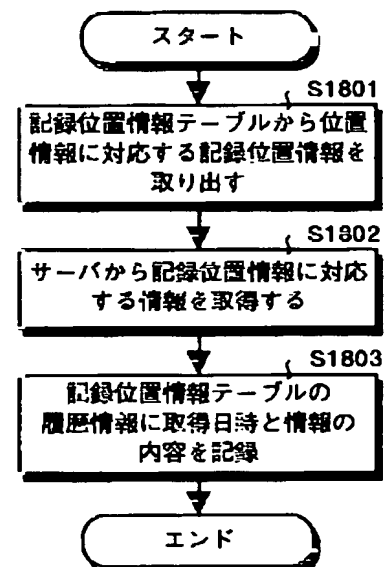 スタート
S1801
記録位置情報テーブルから位置
情報に対応する記録位置情報を
取り出す
S1802
サーバから記録位置情報に対応
する情報を取得する
S1803
記録位置情報テーブルの
履歴情報に取得日時と情報の
内容を記録
エンド